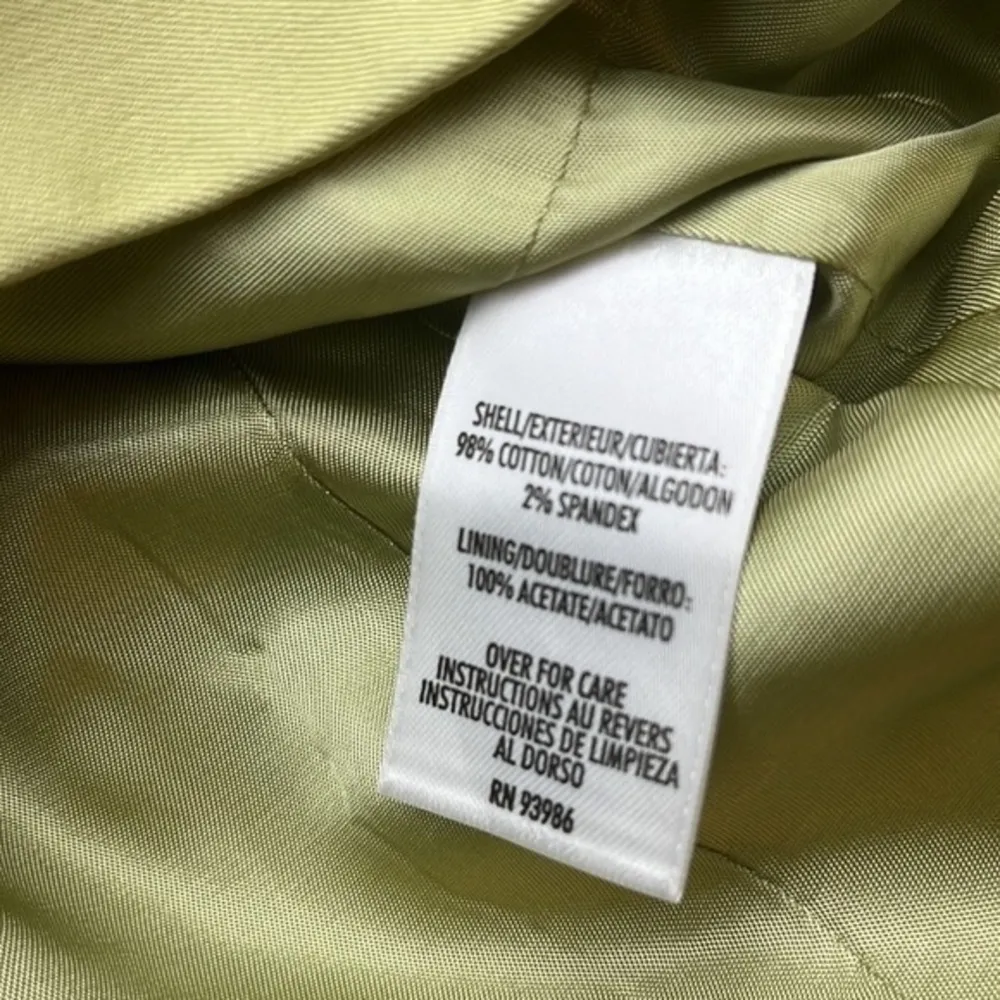 SHELL/EXTERIEUR/CUBIERTA:
98% COTTON/COTON/ALGODON
2% SPANDEX
LINING/DOUBLURE/FORRO:
100% ACETATE/ACETATO
OVER FOR CARE
INSTRUCTIONS AU REVERS
INSTRUCCIONES DE LIMPIEZA
AL DORSO
RN 93986